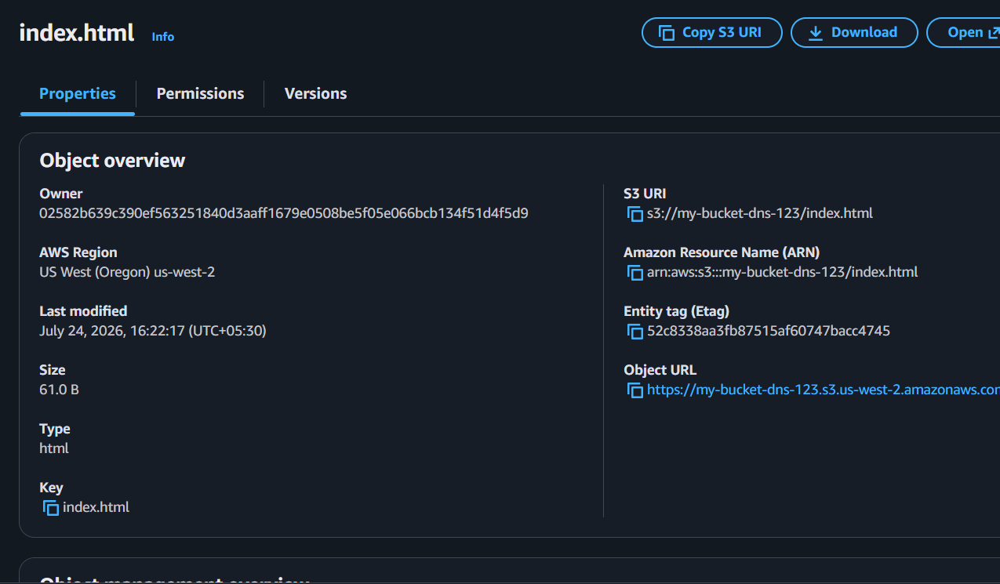 index.html Info
Copy S3 URI
Download
Open
Properties
Permissions
Versions
Object overview
Owner
02582b639c390ef563251840d3aaff1679e0508be5f05e066bcb134f51d4f5d9
AWS Region
US West (Oregon) us-west-2
Last modified
July 24, 2026, 16:22:17 (UTC+05:30)
Size
61.0 B
Type
html
Key
index.html
S3 URI
s3://my-bucket-dns-123/index.html
Amazon Resource Name (ARN)
arn:aws:s3:::my-bucket-dns-123/index.html
Entity tag (Etag)
52c8338aa3fb87515af60747bacc4745
Object URL
https://my-bucket-dns-123.s3.us-west-2.amazonaws.con
Object management overview